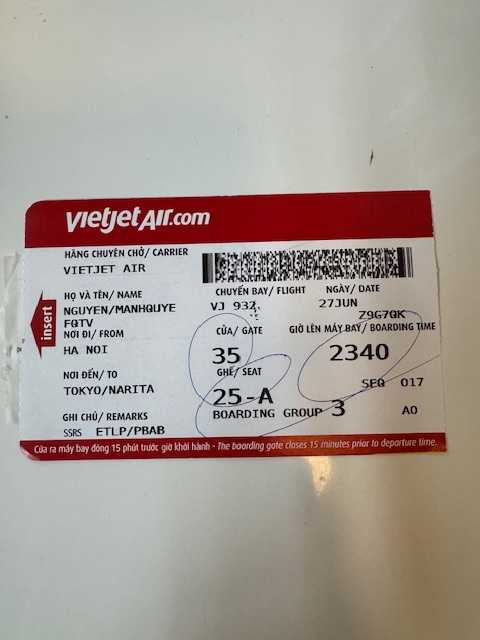 vietjetAir.com
HÃNG CHUYÊN CHỞ/ CARRIER
VIETJET AIR
HỌ VÀ TÊN/ NAME
NGUYEN/MANHQUYE
FQTV
CHUYẾN BAY/ FLIGHT NGÀY/ DATE
VJ 932 27JUN
Z9G7QK
NƠI ĐI/ FROM
HA NOI
CỬA/ GATE GIỜ LÊN MÁY BAY/ BOARDING TIME
35 2340
NƠI ĐẾN/ TO
TOKYO/NARITA
GHẾ/ SEAT
25-A SEQ 017
GHI CHÚ/ REMARKS
SSRS ETLP/PBAB
BOARDING GROUP 3 AO
insert
Cửa ra máy bay đóng 15 phút trước giờ khởi hành - The boarding gate closes 15 minutes prior to departure time.